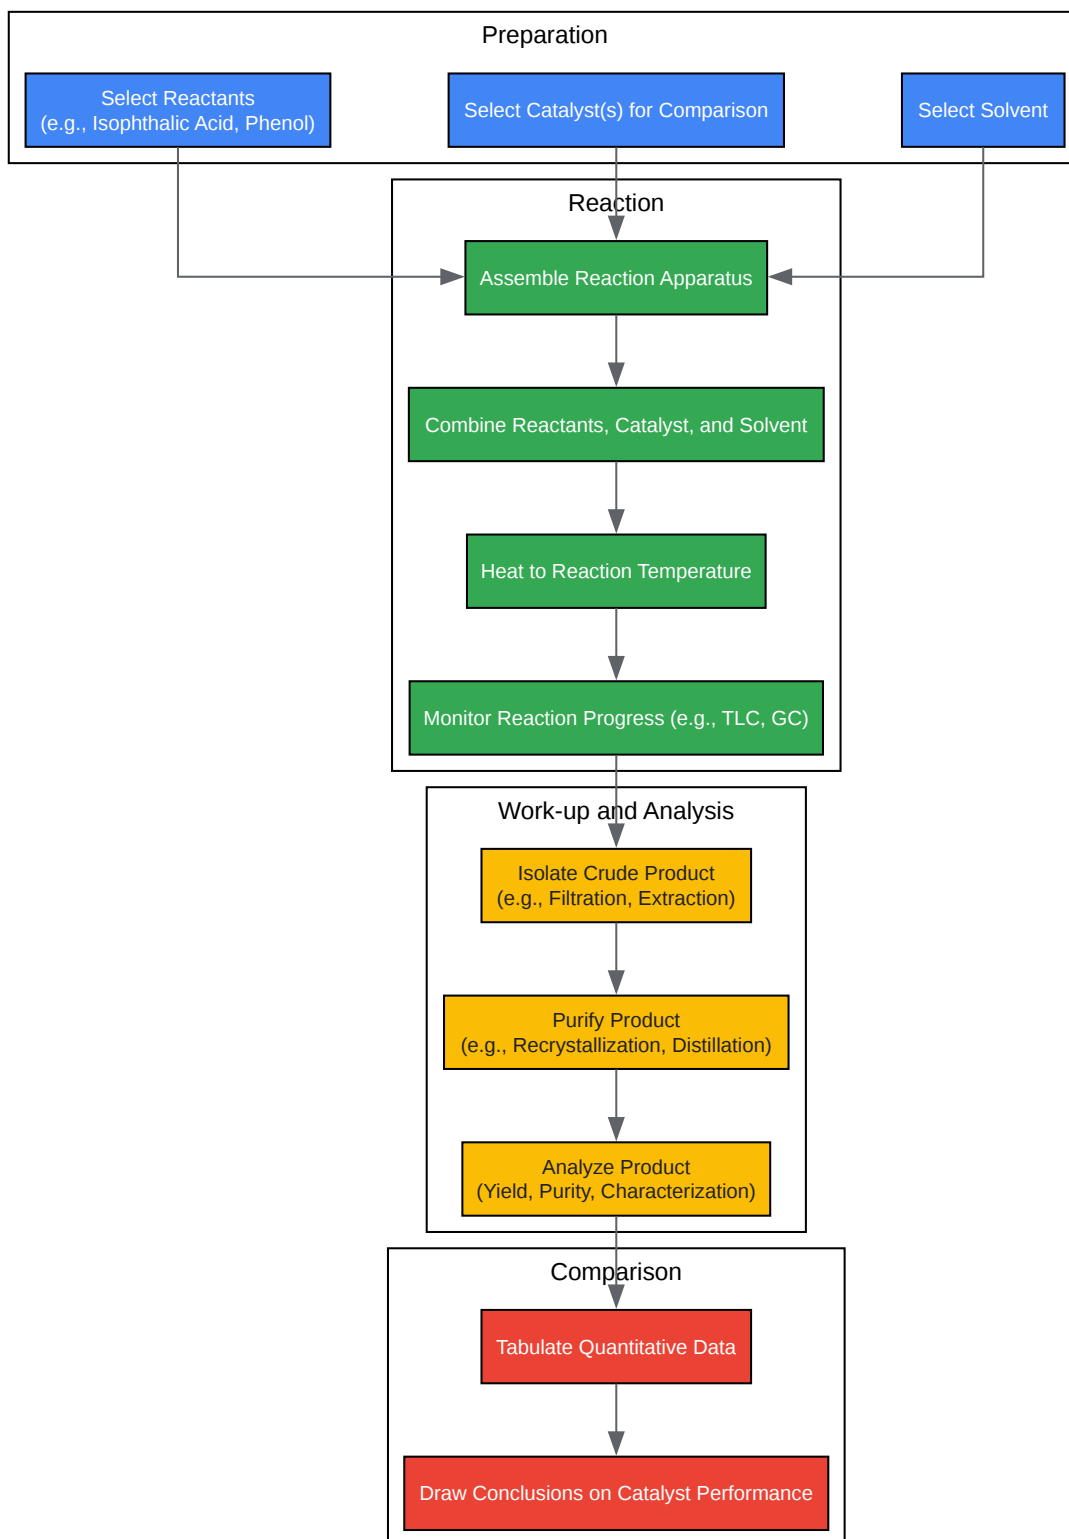 Preparation
Select Reactants
(e.g., Isophthalic Acid, Phenol)
Select Catalyst(s) for Comparison
Select Solvent
Reaction
Assemble Reaction Apparatus
Combine Reactants, Catalyst, and Solvent
Heat to Reaction Temperature
Monitor Reaction Progress (e.g., TLC, GC)
Work-up and Analysis
Isolate Crude Product
(e.g., Filtration, Extraction)
Purify Product
(e.g., Recrystallization, Distillation)
Analyze Product
(Yield, Purity, Characterization)
Comparison
Tabulate Quantitative Data
Draw Conclusions on Catalyst Performance